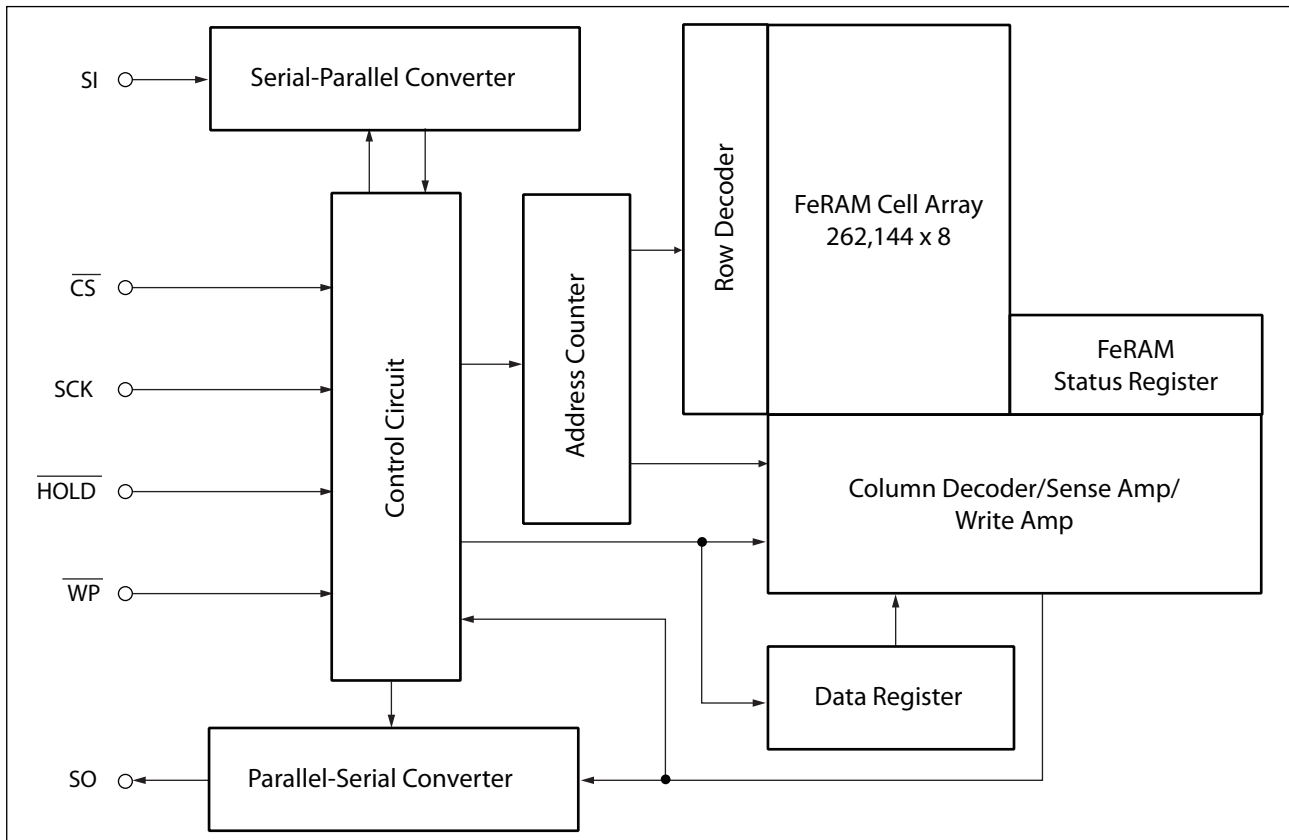 SI
Serial-Parallel Converter
Row Decoder
FeRAM Cell Array
262,144 x 8
CS
SCK
HOLD
WP
Control Circuit
Address Counter
FeRAM
Status Register
Column Decoder/Sense Amp/
Write Amp
Data Register
SO
Parallel-Serial Converter